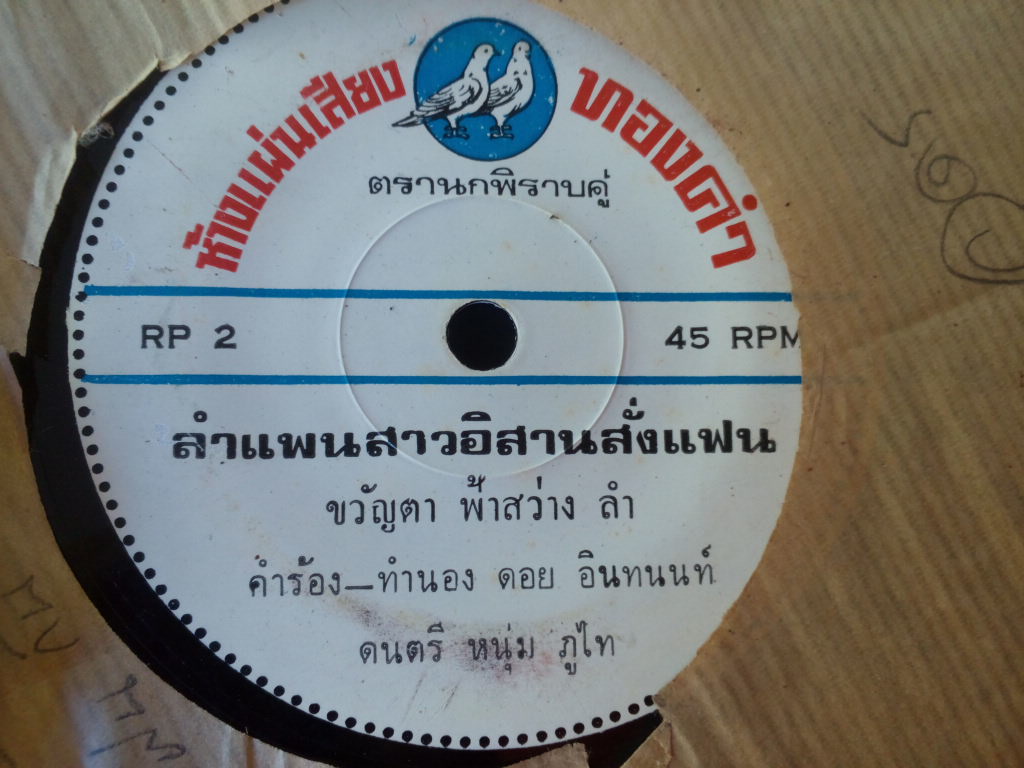 ห้างแผ่นเสียง ทองคำ
ตรานกพิราบคู่
RP 2
45 RPM
ลำแพนสาวอิสานสั่งแฟน
ขวัญตา ฟ้าสว่าง ลำ
คำร้อง–ทำนอง ดอย อินทนนท์
ดนตรี หนุ่ม ภูไท